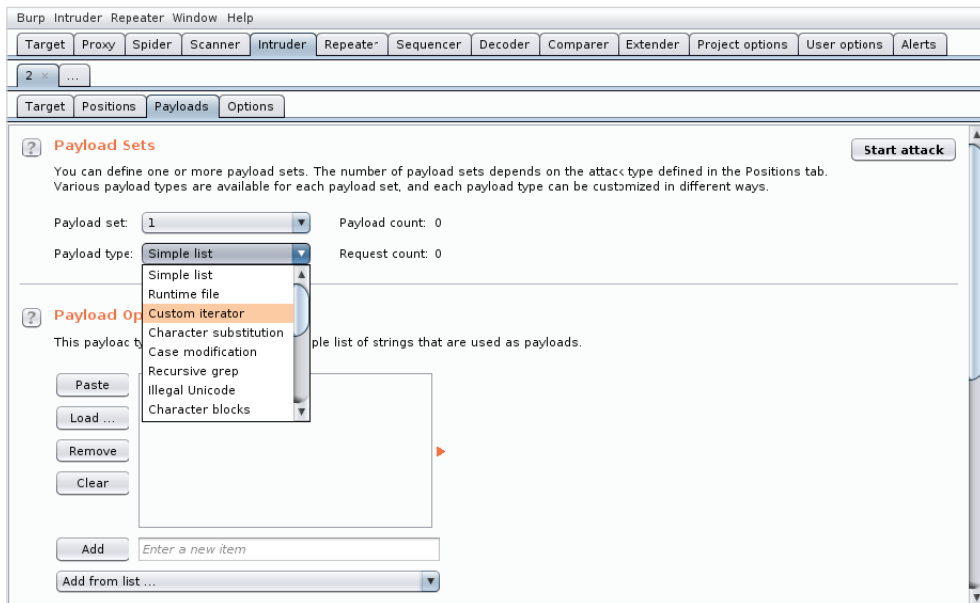 Burp Intruder Repeater Window Help
Target Proxy Spider Scanner Intruder Repeater Sequencer Decoder Comparer Extender Project options User options Alerts
2 × ...
Target Positions Payloads Options
? Payload Sets
Start attack
You can define one or more payload sets. The number of payload sets depends on the attack type defined in the Positions tab.
Various payload types are available for each payload set, and each payload type can be customized in different ways.
Payload set: 1 Payload count: 0
Payload type: Simple list Request count: 0
Simple list
Runtime file
Custom iterator
Character substitution
Case modification
Recursive grep
Illegal Unicode
Character blocks
? Payload Op
This payload t ple list of strings that are used as payloads.
Paste
Load ...
Remove
Clear
Add Enter a new item
Add from list ...